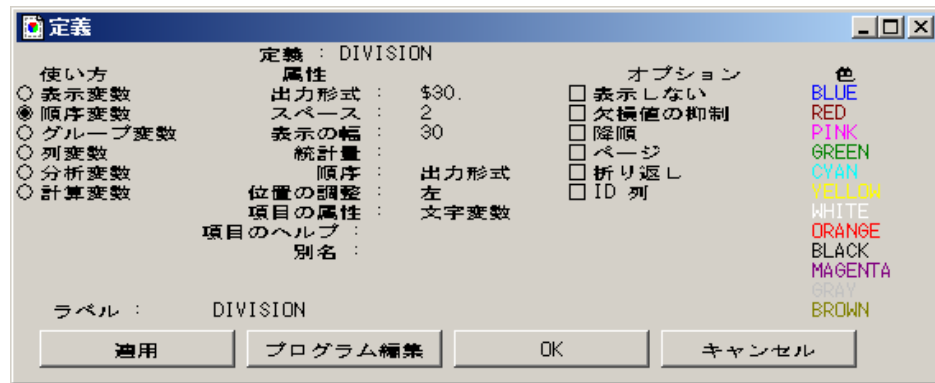 定義
定義 : DIVISION
使い方 属性 オプション 色
表示変数 出力形式 : $30. 表示しない BLUE
順序変数 スペース : 2 欠損値の抑制 RED
グループ変数 表示の幅 : 30 降順 PINK
列変数 統計量 : ページ GREEN
分析変数 順序 : 出力形式 折り返し CYAN
計算変数 位置の調整 : 左 ID 列 YELLOW
項目の属性 : 文字変数 WHITE
項目のヘルプ : ORANGE
別名 : BLACK
MAGENTA
GRAY
ラベル : DIVISION BROWN
適用 プログラム編集 OK キャンセル